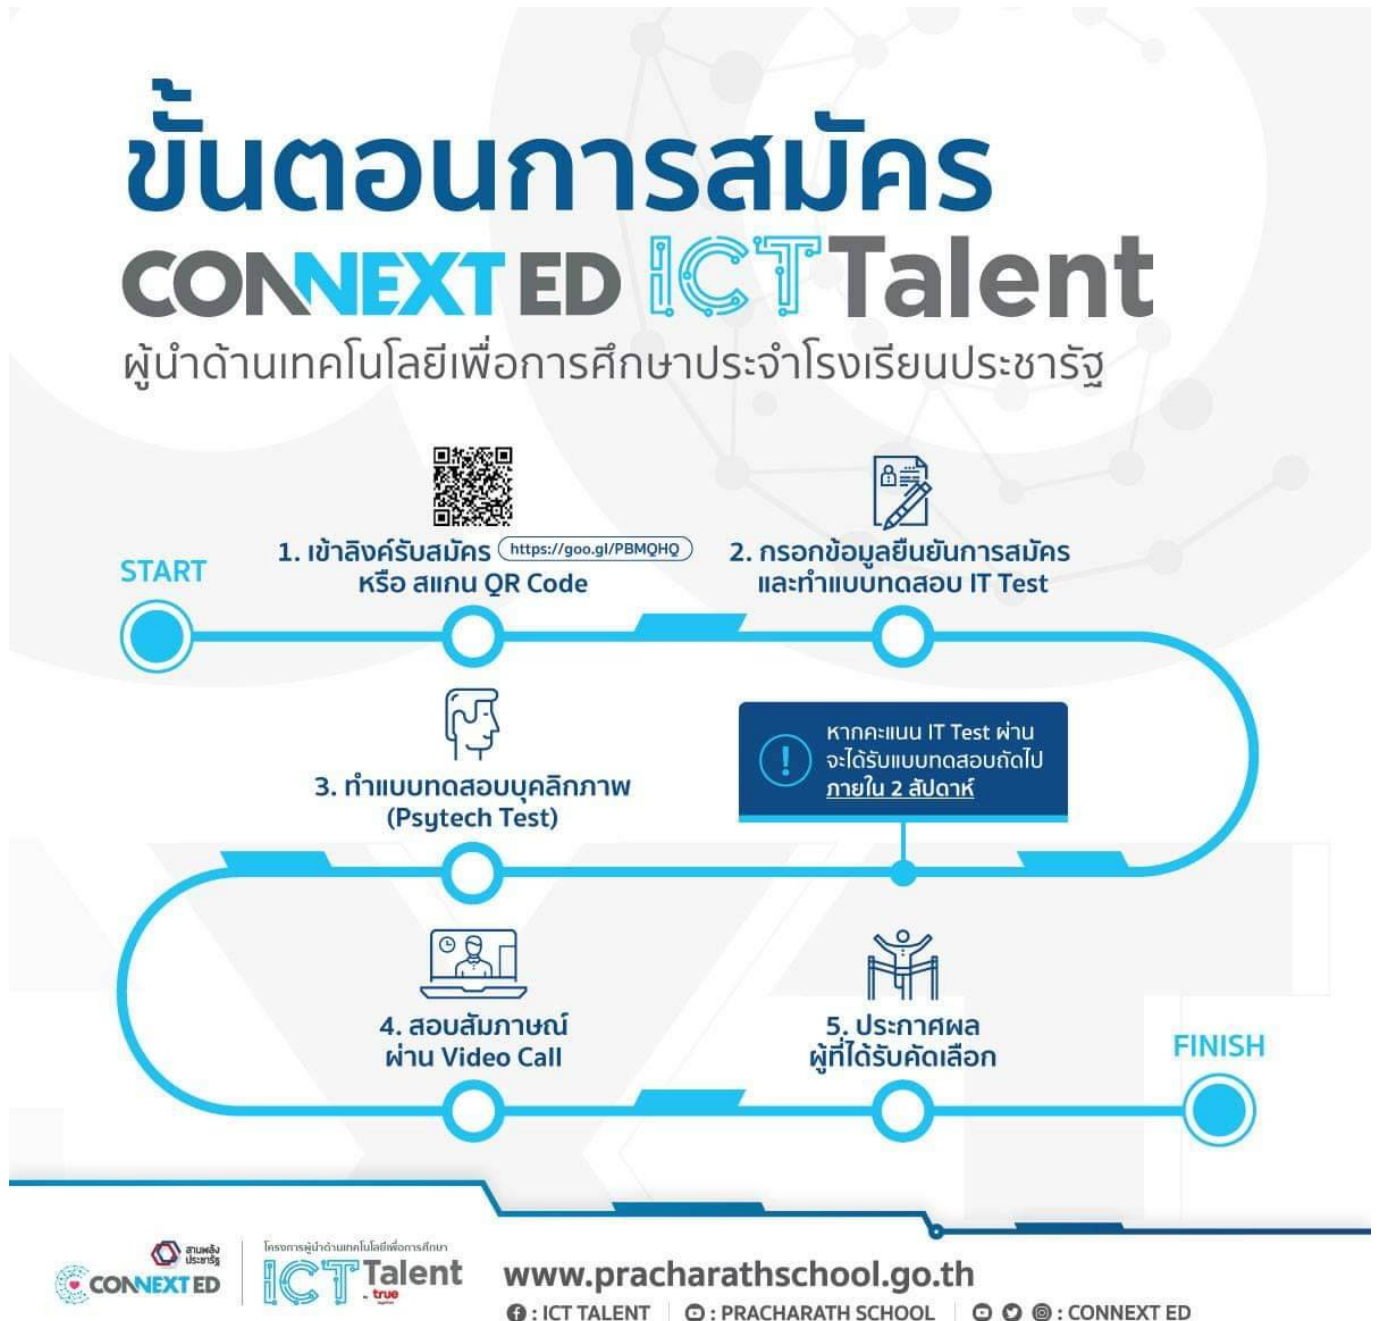 ขั้นตอนการสมัคร
CONNEXT ED ICT Talent
ผู้นำด้านเทคโนโลยีเพื่อการศึกษาประจำโรงเรียนประชารัฐ
START
1. เข้าลิงค์รับสมัคร https://goo.gl/PBMQHQ
หรือ สแกน QR Code
2. กรอกข้อมูลยืนยันการสมัคร
และทำแบบทดสอบ IT Test
หากคะแนน IT Test ผ่าน
จะได้รับแบบทดสอบถัดไป
ภายใน 2 สัปดาห์
3. ทำแบบทดสอบบุคลิกภาพ
(Psytech Test)
4. สอบสัมภาษณ์
ผ่าน Video Call
5. ประกาศผล
ผู้ที่ได้รับคัดเลือก
FINISH
สานพลัง
ประชารัฐ
CONNEXT ED
โครงการผู้นำด้านเทคโนโลยีเพื่อการศึกษา
ICT Talent
by true
www.pracharathschool.go.th
: ICT TALENT | : PRACHARATH SCHOOL | : CONNEXT ED